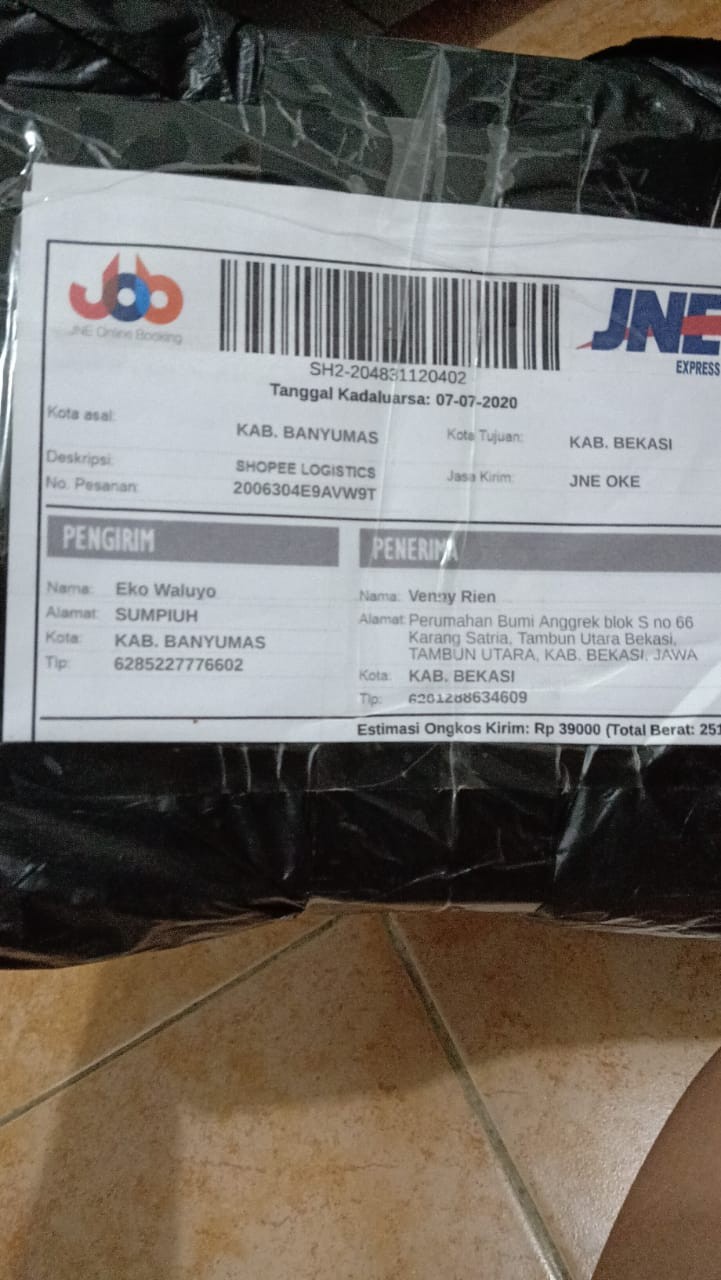 JOB
JNE Online Booking
JNE
EXPRESS
SH2-204831120402
Tanggal Kadaluarsa: 07-07-2020
Kota asal: KAB. BANYUMAS Kota Tujuan: KAB. BEKASI
Deskripsi: SHOPEE LOGISTICS Jasa Kirim: JNE OKE
No. Pesanan: 2006304E9AVW9T
PENGIRIM
Nama: Eko Waluyo
Alamat: SUMPIUH
Kota: KAB. BANYUMAS
Tlp: 6285227776602
PENERIMA
Nama: Venny Rien
Alamat: Perumahan Bumi Anggrek blok S no 66
Karang Satria, Tambun Utara Bekasi,
TAMBUN UTARA, KAB. BEKASI, JAWA
Kota: KAB. BEKASI
Tlp: 6281288634609
Estimasi Ongkos Kirim: Rp 39000 (Total Berat: 251